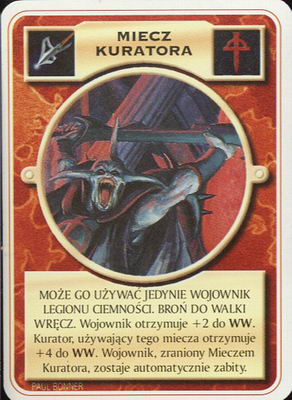 MIECZ
KURATORA
MOŻE GO UŻYWAĆ JEDYNIE WOJOWNIK
LEGIONU CIEMNOŚCI. BROŃ DO WALKI
WRĘCZ. Wojownik otrzymuje +2 do WW.
Kurator, używający tego miecza otrzymuje
+4 do WW. Wojownik, zraniony Mieczem
Kuratora, zostaje automatycznie zabity.
PAUL BONNER